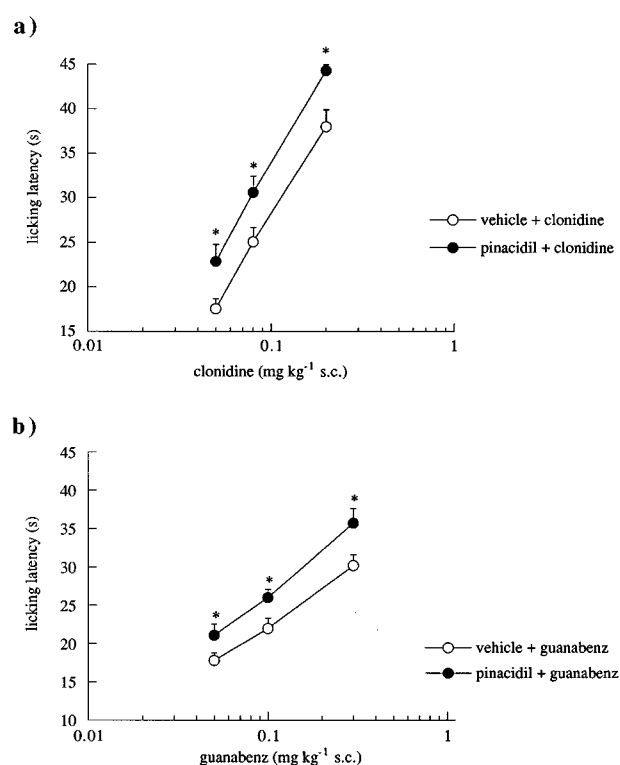 a)
*
45
40
*
35
licking latency (s)
*
30
25
vehicle + clonidine
pinacidil + clonidine
20
15
0.01 0.1 1
clonidine (mg kg⁻¹ s.c.)
b)
45
40
*
35
licking latency (s)
*
30
*
25
20
vehicle + guanabenz
15
pinacidil + guanabenz
10
0.01 0.1 1
guanabenz (mg kg⁻¹ s.c.)